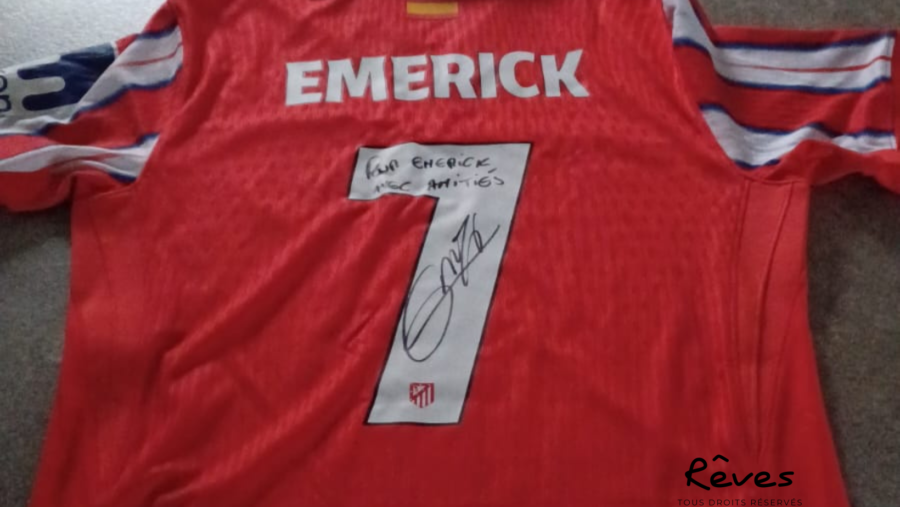 EMERICK
7
Pour EMERICK
AVEC AMITIÉS
Rêves
TOUS DROITS RÉSERVÉS